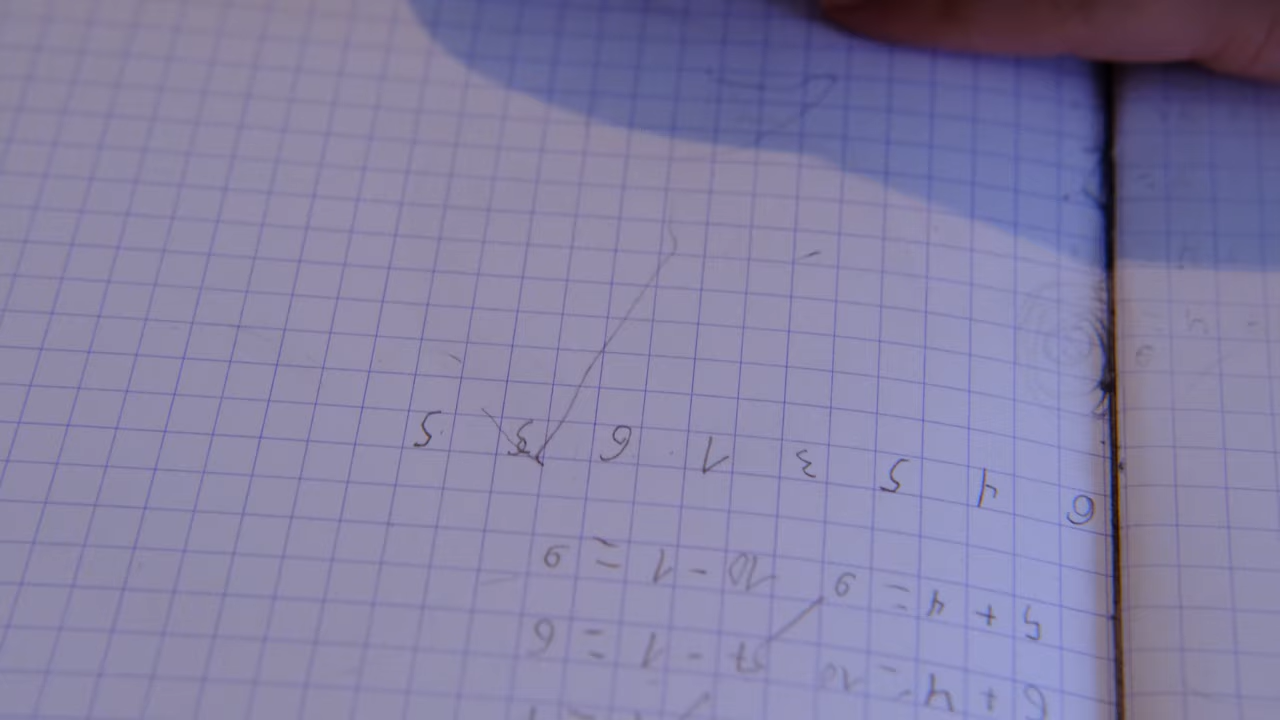 6 + 4 = 10 7 - 1 = 6
5 + 4 = 9 10 - 1 = 9
6 4 5 3 1 6 3 5